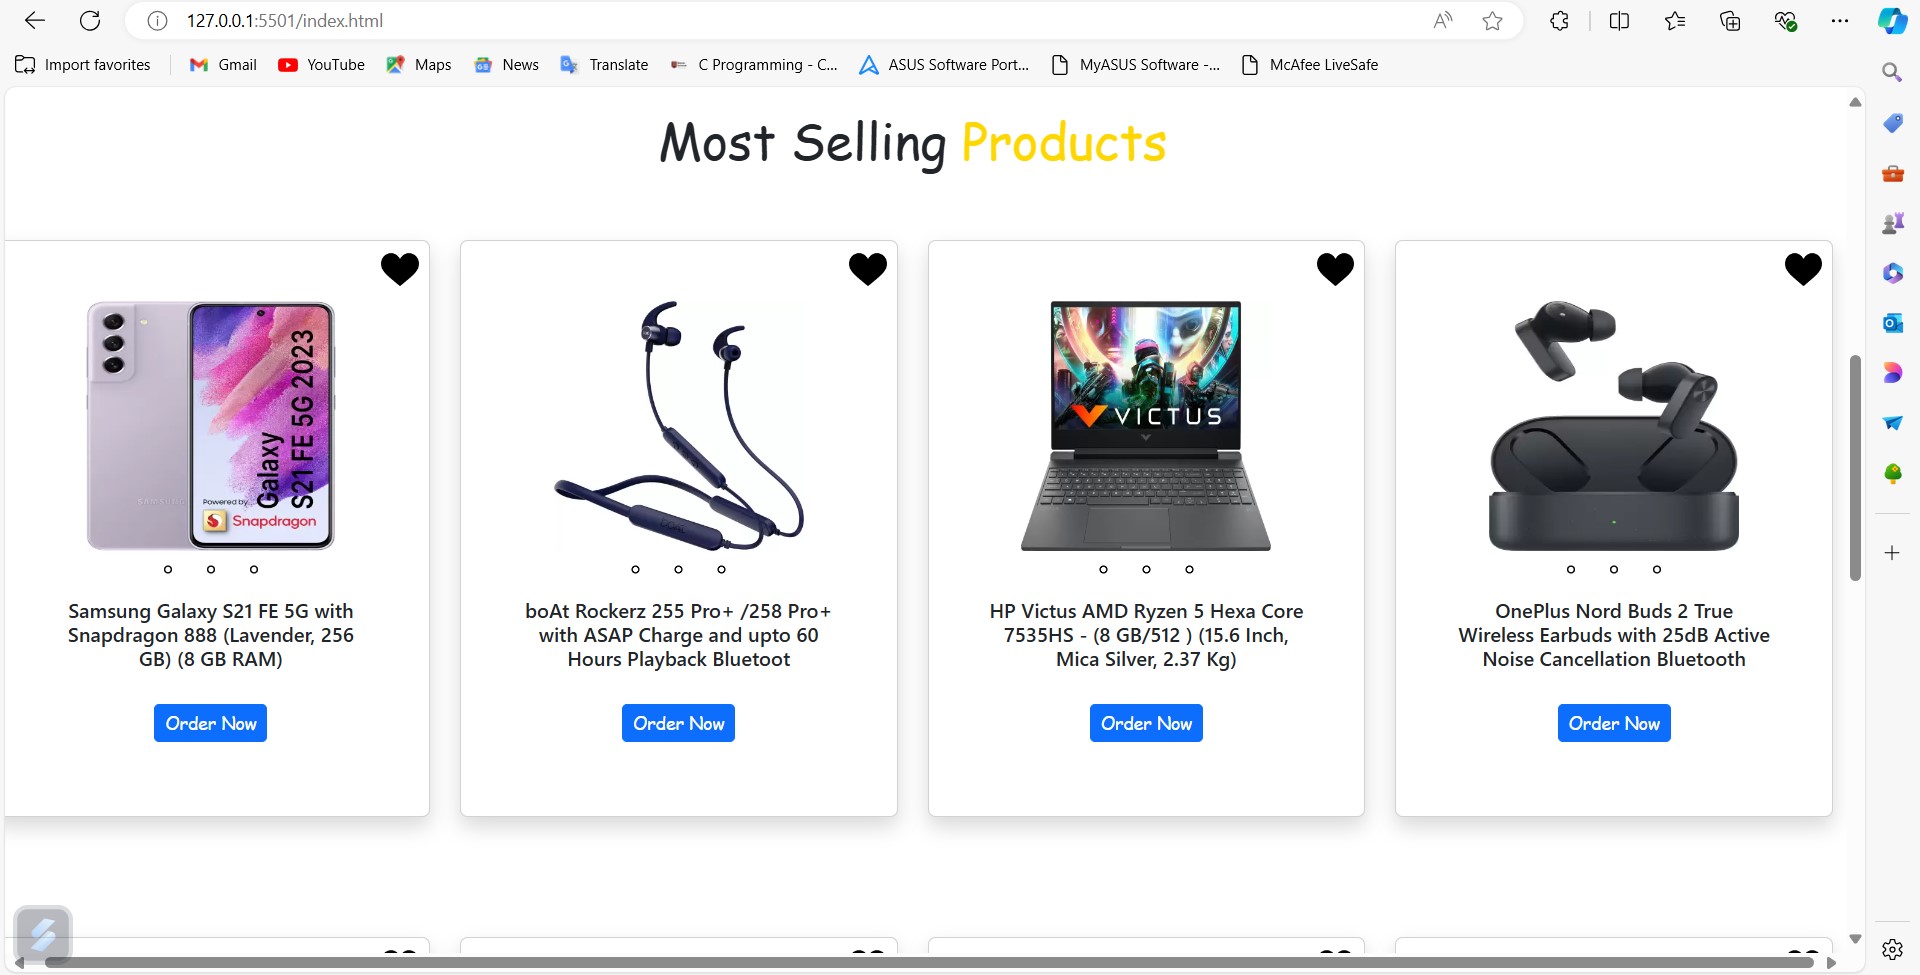 127.0.0.1:5501/index.html
Import favorites Gmail YouTube Maps News Translate C Programming - C... ASUS Software Port... MyASUS Software -... McAfee LiveSafe
Most Selling Products
Galaxy
S21 FE 5G 2023
SAMSUNG
Powered by
Snapdragon
VICTUS
Samsung Galaxy S21 FE 5G with
Snapdragon 888 (Lavender, 256
GB) (8 GB RAM)
Order Now
boAt Rockerz 255 Pro+ /258 Pro+
with ASAP Charge and upto 60
Hours Playback Bluetoot
Order Now
HP Victus AMD Ryzen 5 Hexa Core
7535HS - (8 GB/512 ) (15.6 Inch,
Mica Silver, 2.37 Kg)
Order Now
OnePlus Nord Buds 2 True
Wireless Earbuds with 25dB Active
Noise Cancellation Bluetooth
Order Now